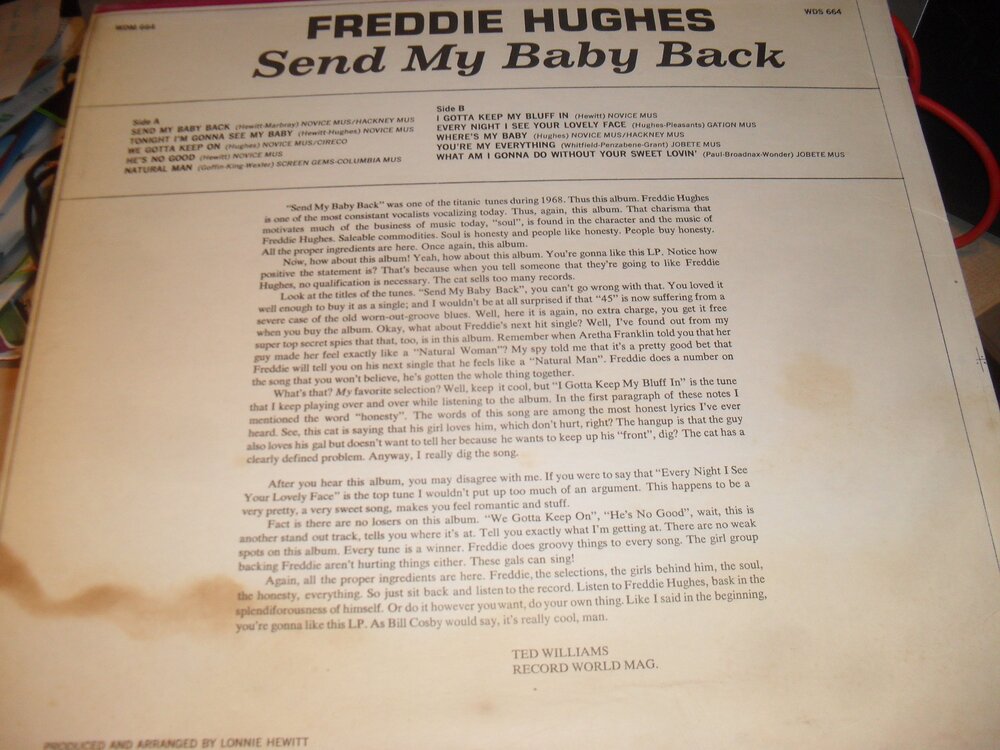 WDM 664
FREDDIE HUGHES
WDS 664
Send My Baby Back
Side A
SEND MY BABY BACK (Hewitt-Marbray) NOVICE MUS/HACKNEY MUS
TONIGHT I'M GONNA SEE MY BABY (Hewitt-Hughes) NOVICE MUS
WE GOTTA KEEP ON (Hughes) NOVICE MUS/CIRECO
HE'S NO GOOD (Hewitt) NOVICE MUS
NATURAL MAN (Goffin-King-Wexler) SCREEN GEMS-COLUMBIA MUS
Side B
I GOTTA KEEP MY BLUFF IN (Hewitt) NOVICE MUS
EVERY NIGHT I SEE YOUR LOVELY FACE (Hughes-Pleasants) GATION MUS
WHERE'S MY BABY (Hughes) NOVICE MUS/HACKNEY MUS
YOU'RE MY EVERYTHING (Whitfield-Penzabene-Grant) JOBETE MUS
WHAT AM I GONNA DO WITHOUT YOUR SWEET LOVIN' (Paul-Broadnax-Wonder) JOBETE MUS
"Send My Baby Back" was one of the titanic tunes during 1968. Thus this album. Freddie Hughes
is one of the most consistant vocalists vocalizing today. Thus, again, this album. That charisma that
motivates much of the business of music today, "soul", is found in the character and the music of
Freddie Hughes. Saleable commodities. Soul is honesty and people like honesty. People buy honesty.
All the proper ingredients are here. Once again, this album.
Now, how about this album! Yeah, how about this album. You're gonna like this LP. Notice how
positive the statement is? That's because when you tell someone that they're going to like Freddie
Hughes, no qualification is necessary. The cat sells too many records.
Look at the titles of the tunes. "Send My Baby Back", you can't go wrong with that. You loved it
well enough to buy it as a single; and I wouldn't be at all surprised if that "45" is now suffering from a
severe case of the old worn-out-groove blues. Well, here it is again, no extra charge, you get it free
when you buy the album. Okay, what about Freddie's next hit single? Well, I've found out from my
super top secret spies that that, too, is in this album. Remember when Aretha Franklin told you that her
guy made her feel exactly like a "Natural Woman"? My spy told me that it's a pretty good bet that
Freddie will tell you on his next single that he feels like a "Natural Man". Freddie does a number on
the song that you won't believe, he's gotten the whole thing together.
What's that? My favorite selection? Well, keep it cool, but "I Gotta Keep My Bluff In" is the tune
that I keep playing over and over while listening to the album. In the first paragraph of these notes I
mentioned the word "honesty". The words of this song are among the most honest lyrics I've ever
heard. See, this cat is saying that his girl loves him, which don't hurt, right? The hangup is that the guy
also loves his gal but doesn't want to tell her because he wants to keep up his "front", dig? The cat has a
clearly defined problem. Anyway, I really dig the song.
After you hear this album, you may disagree with me. If you were to say that "Every Night I See
Your Lovely Face" is the top tune I wouldn't put up too much of an argument. This happens to be a
very pretty, a very sweet song, makes you feel romantic and stuff.
Fact is there are no losers on this album. "We Gotta Keep On", "He's No Good", wait, this is
another stand out track, tells you where it's at. Tell you exactly what I'm getting at. There are no weak
spots on this album. Every tune is a winner. Freddie does groovy things to every song. The girl group
backing Freddie aren't hurting things either. These gals can sing!
Again, all the proper ingredients are here. Freddie, the selections, the girls behind him, the soul,
the honesty, everything. So just sit back and listen to the record. Listen to Freddie Hughes, bask in the
splendiforousness of himself. Or do it however you want, do your own thing. Like I said in the beginning,
you're gonna like this LP. As Bill Cosby would say, it's really cool, man.
TED WILLIAMS
RECORD WORLD MAG.
PRODUCED AND ARRANGED BY LONNIE HEWITT